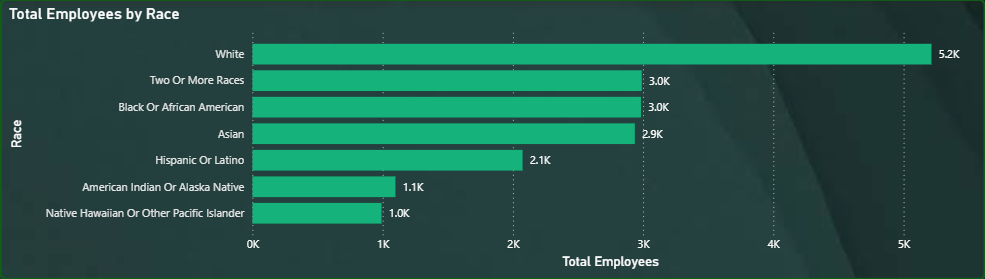 Total Employees by Race
White 5.2K
Two Or More Races 3.0K
Black Or African American 3.0K
Asian 2.9K
Hispanic Or Latino 2.1K
American Indian Or Alaska Native 1.1K
Native Hawaiian Or Other Pacific Islander 1.0K
Race
0K 1K 2K 3K 4K 5K
Total Employees